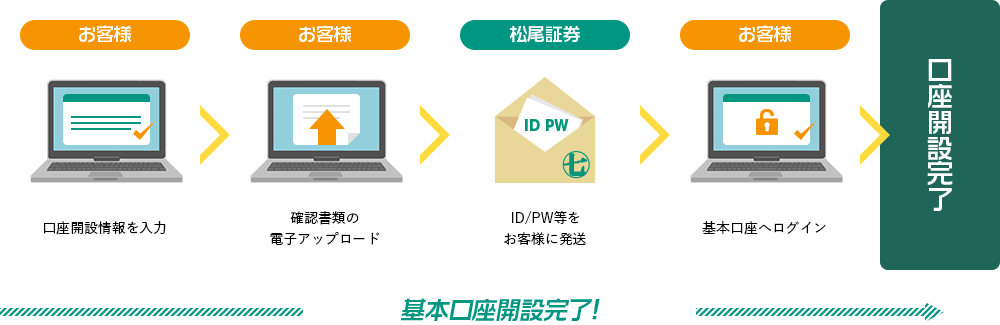 お客様
お客様
松尾証券
お客様
ID PW
七
口座開設情報を入力
確認書類の
電子アップロード
ID/PW等を
お客様に発送
基本口座へログイン
口座開設完了
基本口座開設完了!